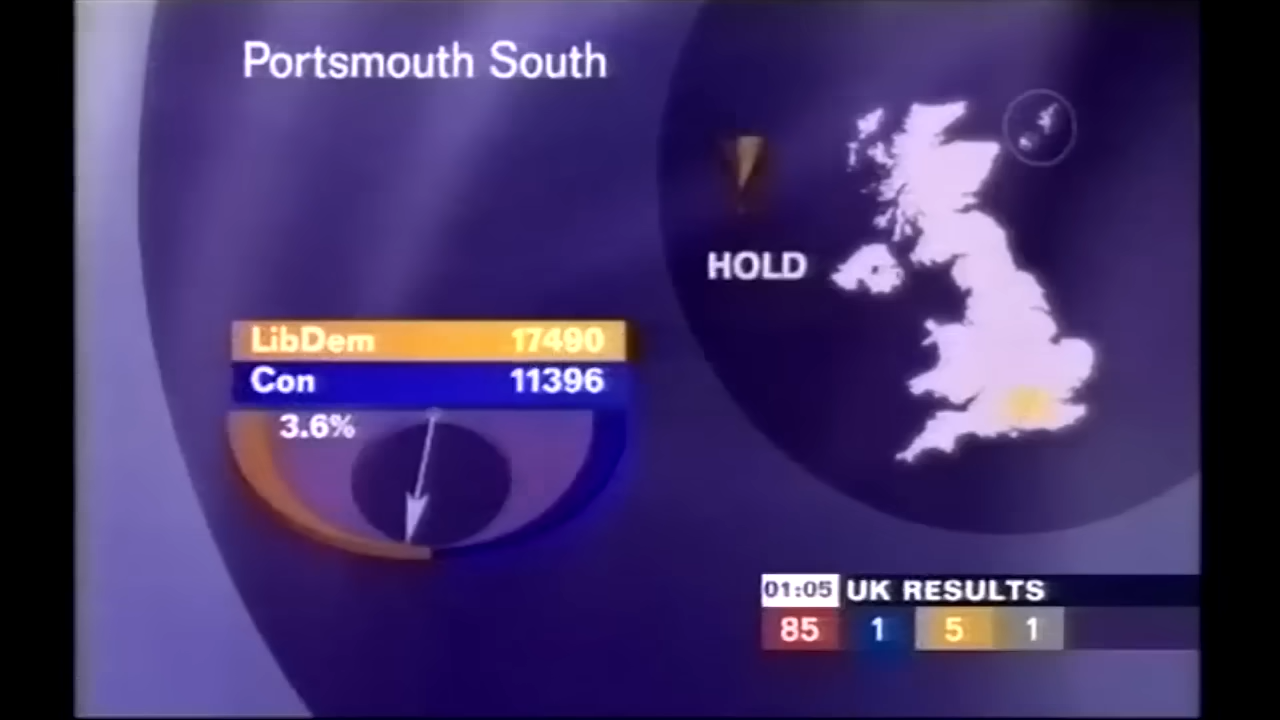 Portsmouth South
HOLD
LibDem 17490
Con 11396
3.6%
01:05 UK RESULTS
85 1 5 1